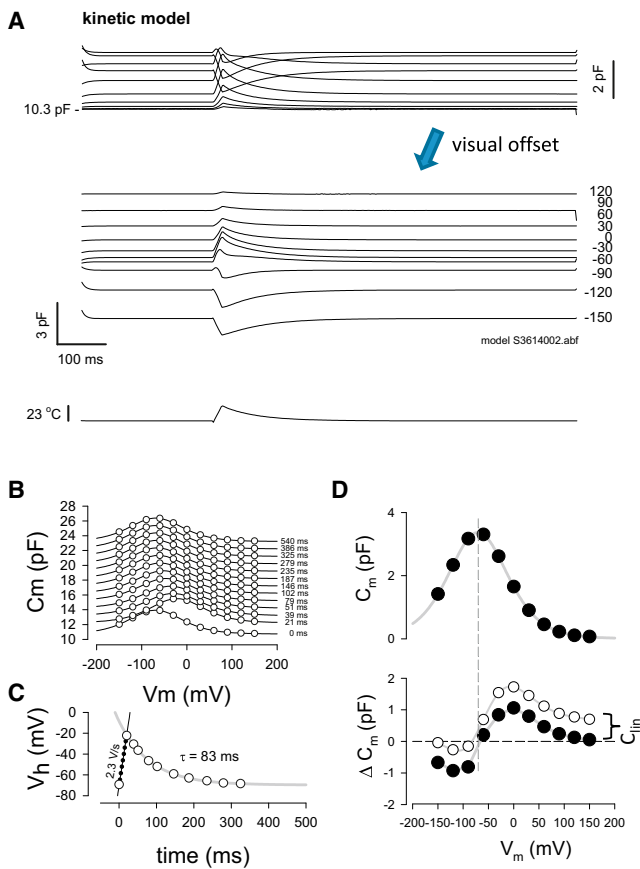 A
kinetic model
10.3 pF -
2 pF
visual offset
120
90
60
30
0
-30
-60
-90
-120
-150
3 pF
100 ms
model S3614002.abf
23 °C
B
28
26
24
22
20
18
16
14
12
10
Cm (pF)
540 ms
386 ms
325 ms
279 ms
235 ms
187 ms
146 ms
102 ms
79 ms
51 ms
39 ms
21 ms
0 ms
-200 -100 0 100 200
Vm (mV)
C
0
-20
-40
-60
-80
Vh (mV)
2.3 V/s
τ = 83 ms
0 100 200 300 400 500
time (ms)
D
4
2
0
Cm (pF)
2
1
0
-1
-2
Δ Cm (pF)
Clin
-200 -150 -100 -50 0 50 100 150 200
Vm (mV)